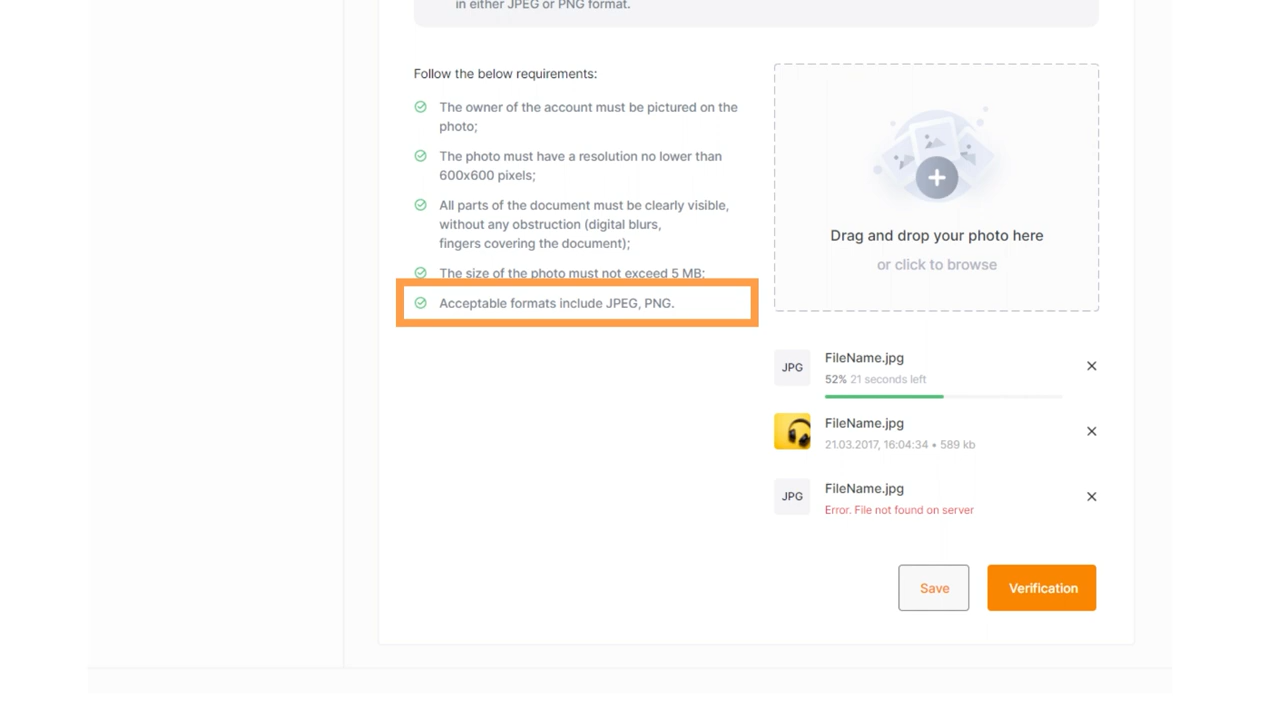 in either JPEG or PNG format.
Follow the below requirements:
The owner of the account must be pictured on the
photo;
The photo must have a resolution no lower than
600x600 pixels;
All parts of the document must be clearly visible,
without any obstruction (digital blurs,
fingers covering the document);
The size of the photo must not exceed 5 MB;
Acceptable formats include JPEG, PNG.
Drag and drop your photo here
or click to browse
JPG
FileName.jpg
52% 21 seconds left
FileName.jpg
21.03.2017, 16:04:34 • 589 kb
JPG
FileName.jpg
Error. File not found on server
Save
Verification